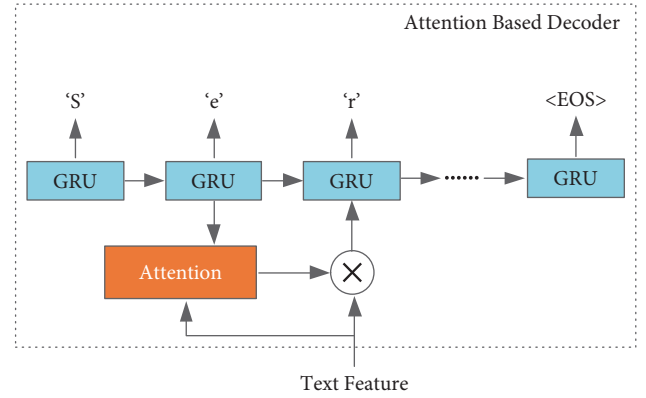 Attention Based Decoder
‘S’ ‘e’ ‘r’ <EOS>
GRU GRU GRU ...... GRU
Attention
Text Feature